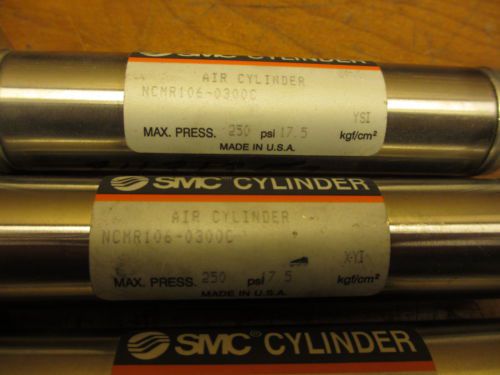 SMC CYLINDER
AIR CYLINDER
NCMR106-0300C
YSI
MAX. PRESS. 250 psi 17.5 kgf/cm²
MADE IN U.S.A.
SMC CYLINDER
AIR CYLINDER
NCMR106-0300C
MAX. PRESS. 250 psi 7.5 kgf/cm²
MADE IN U.S.A.
SMC® CYLINDER